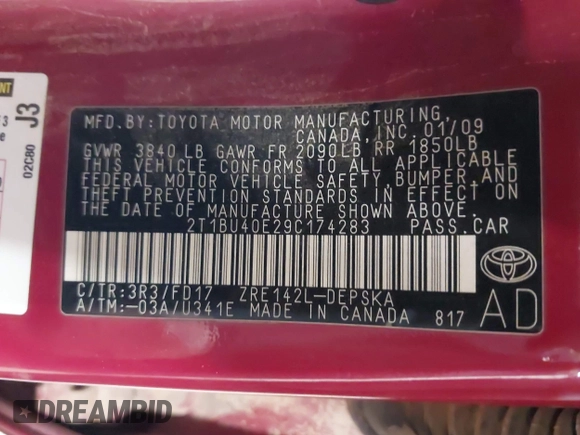 MFD.BY:TOYOTA MOTOR MANUFACTURING,
CANADA,INC. 01/09
GVWR 3840 LB GAWR FR 2090LB RR 1850LB
THIS VEHICLE CONFORMS TO ALL APPLICABLE
FEDERAL MOTOR VEHICLE SAFETY,BUMPER AND
THEFT PREVENTION STANDARDS IN EFFECT ON
THE DATE OF MANUFACTURE SHOWN ABOVE.
2T1BU40E29C174283 PASS.CAR
C/TR:3R3/FD17 ZRE142L-DEPSKA
A/TM:-03A/U341E MADE IN CANADA 817
AD
J3
02C80
DREAMBID